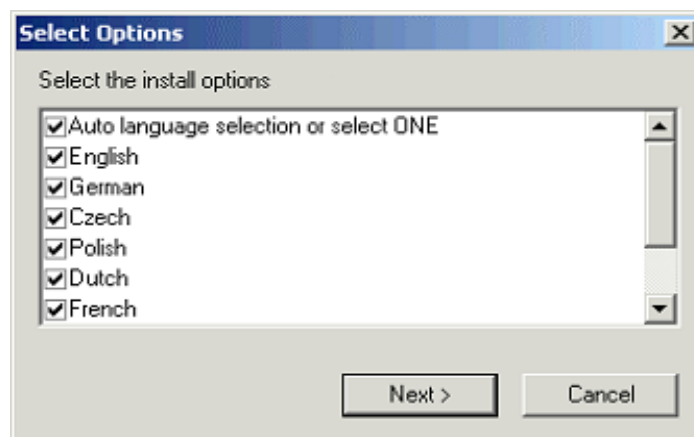 Select Options
Select the install options
Auto language selection or select ONE
English
German
Czech
Polish
Dutch
French
Next >
Cancel